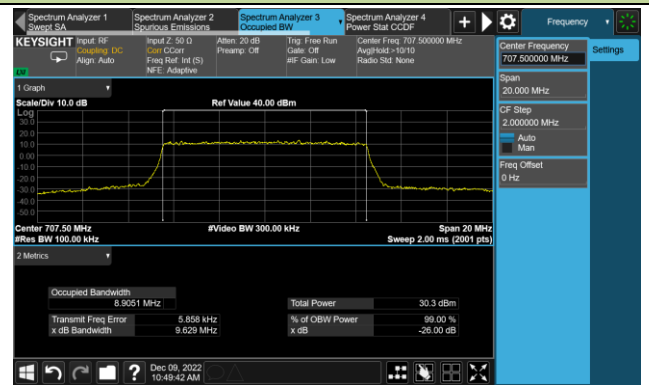 Spectrum Analyzer 1
Swept SA
Spectrum Analyzer 2
Spurious Emissions
Spectrum Analyzer 3
Occupied BW
Spectrum Analyzer 4
Power Stat CCDF
Frequency
KEYSIGHT
Input: RF
Coupling: DC
Align: Auto
Input Z: 50 Ω
Corr CCorr
Freq Ref: Int (S)
NFE: Adaptive
Atten: 20 dB
Preamp: Off
Trig: Free Run
Gate: Off
#IF Gain: Low
Center Freq: 707.500000 MHz
Avg|Hold:>10/10
Radio Std: None
Center Frequency
707.500000 MHz
Settings
Span
20.000 MHz
CF Step
2.000000 MHz
Auto
Man
Freq Offset
0 Hz
1 Graph
Scale/Div 10.0 dB
Ref Value 40.00 dBm
Log
30.0
20.0
10.0
0.00
-10.0
-20.0
-30.0
-40.0
-50.0
Center 707.50 MHz
#Video BW 300.00 kHz
Span 20 MHz
#Res BW 100.00 kHz
Sweep 2.00 ms (2001 pts)
2 Metrics
Occupied Bandwidth
8.9051 MHz
Total Power 30.3 dBm
Transmit Freq Error 5.858 kHz
% of OBW Power 99.00 %
x dB Bandwidth 9.629 MHz
x dB -26.00 dB
Dec 09, 2022
10:49:42 AM